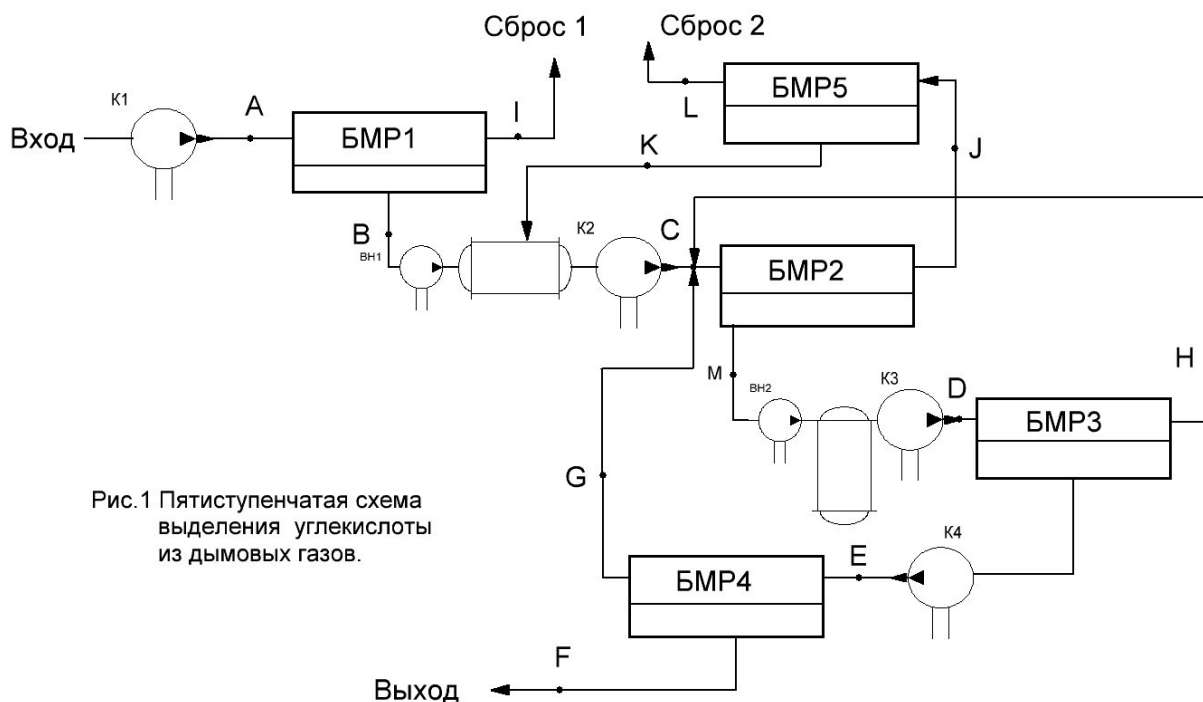 Сброс 1
Сброс 2
К1
A
I
БМР5
L
Вход
БМР1
K
J
B
ВН1
К2
C
БМР2
M
ВН2
К3
D
H
БМР3
G
К4
E
БМР4
F
Выход
Рис.1 Пятиступенчатая схема
выделения углекислоты
из дымовых газов.